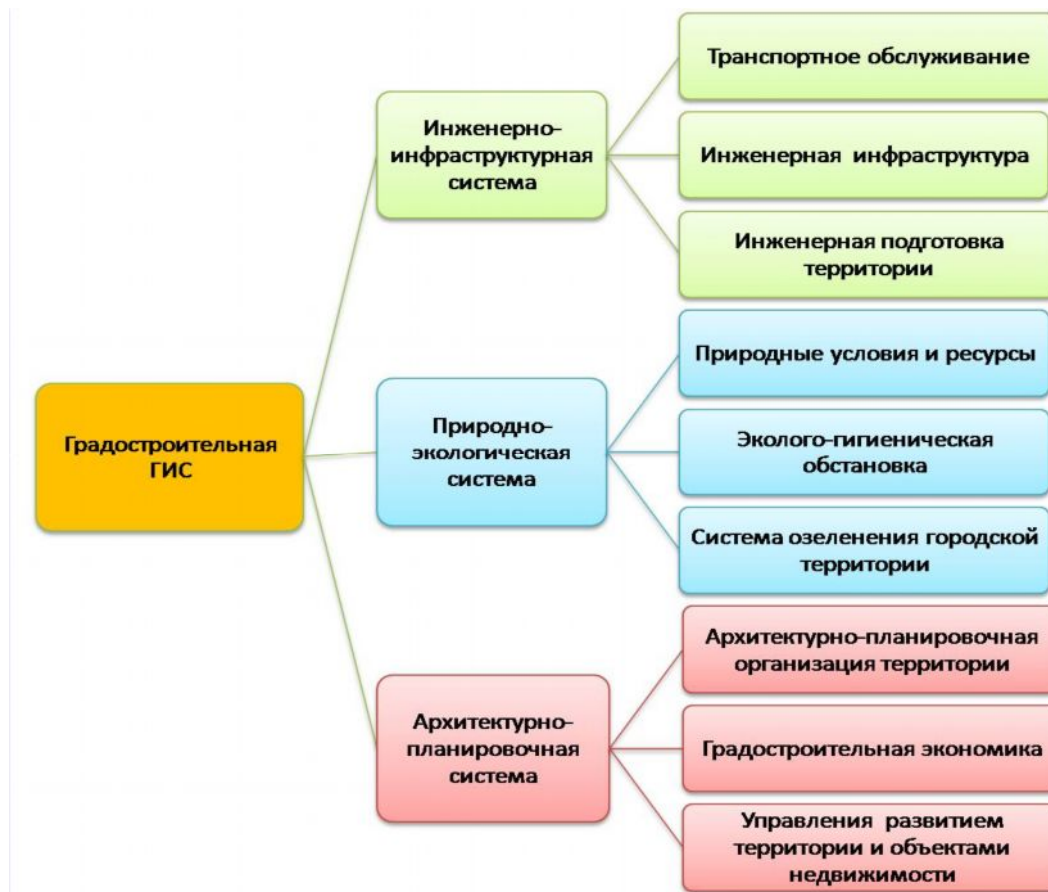 Транспортное обслуживание
Инженерно-
инфраструктурная
система
Инженерная инфраструктура
Инженерная подготовка
территории
Градостроительная
ГИС
Природно-
экологическая
система
Природные условия и ресурсы
Эколого-гигиеническая
обстановка
Система озеленения городской
территории
Архитектурно-
планировочная
система
Архитектурно-планировочная
организация территории
Градостроительная экономика
Управления развитием
территории и объектами
недвижимости